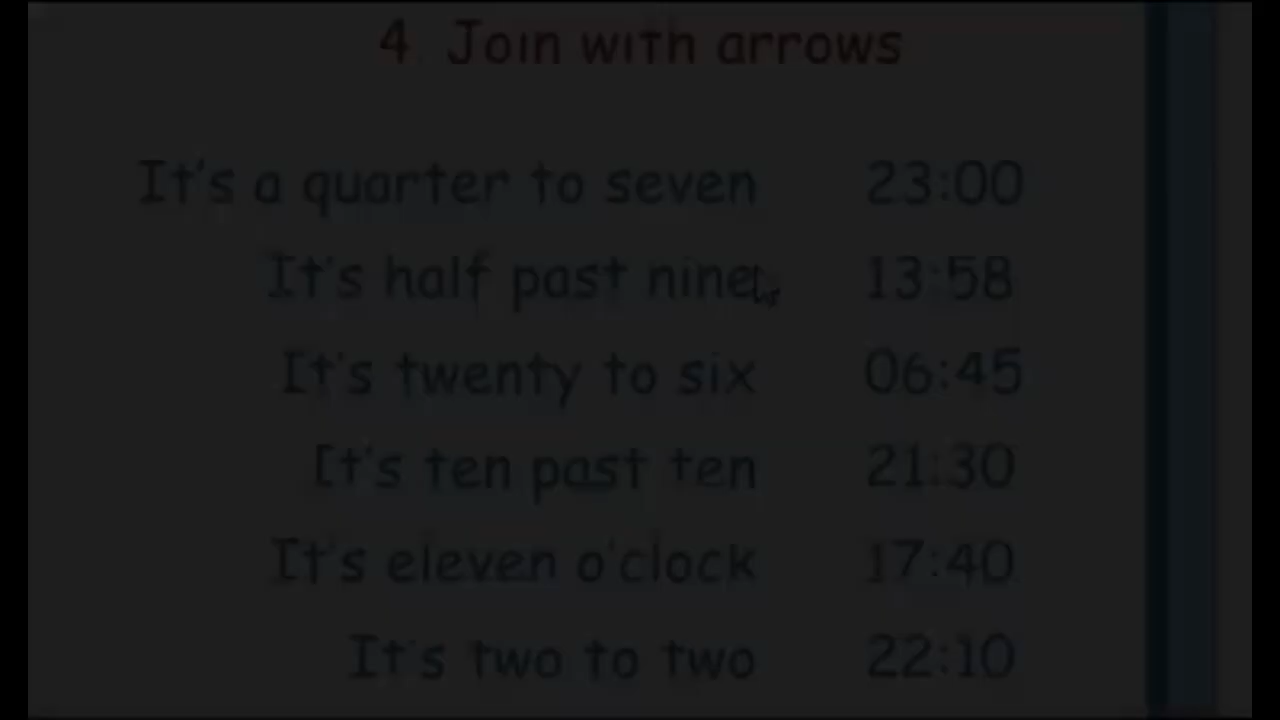 4 Join with arrows
It's a quarter to seven 23:00
It's half past nine 13:58
It's twenty to six 06:45
It's ten past ten 21:30
It's eleven o'clock 17:40
It's two to two 22:10